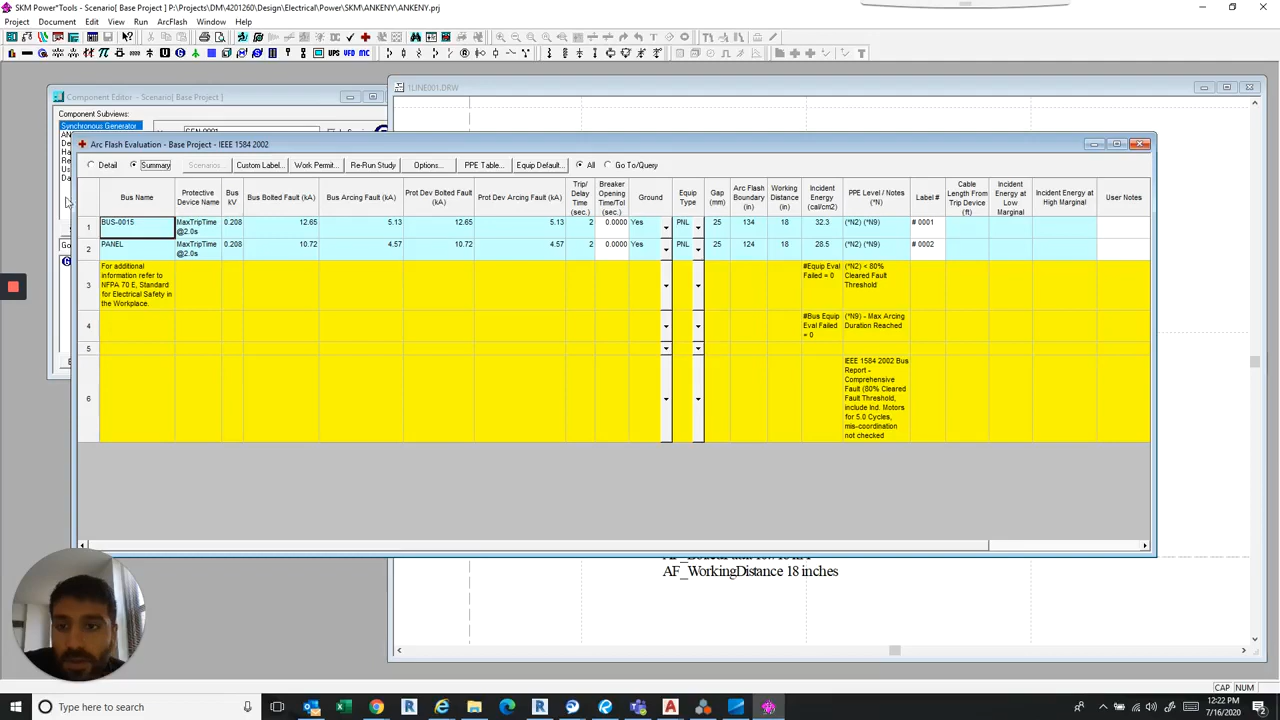 SKM Power*Tools - Scenario[ Base Project ] P:\Projects\DM\4201260\Design\Electrical\Power\SKM\ANKENY\ANKENY.prj
Project Document Edit View Run ArcFlash Window Help
UPS VFD MC
Component Editor - Scenario[ Base Project ]
1LINE001.DRW
Component Subviews:
Synchronous Generator
Arc Flash Evaluation - Base Project - IEEE 1584 2002
Detail Summary Scenarios... Custom Label... Work Permit... Re-Run Study Options... PPE Table... Equip Default... All Go To/Query
Bus Name
Protective Device Name
Bus kV
Bus Bolted Fault (kA)
Bus Arcing Fault (kA)
Prot Dev Bolted Fault (kA)
Prot Dev Arcing Fault (kA)
Trip/ Delay Time (sec.)
Breaker Opening Time/Tol (sec.)
Ground
Equip Type
Gap (mm)
Arc Flash Boundary (in)
Working Distance (in)
Incident Energy (cal/cm2)
PPE Level / Notes (*N)
Label #
Cable Length From Trip Device (ft)
Incident Energy at Low Marginal
Incident Energy at High Marginal
User Notes
1 BUS-0015 MaxTripTime @2.0s 0.208 12.65 5.13 12.65 5.13 2 0.0000 Yes PNL 25 134 18 32.3 (*N2) (*N9) # 0001
2 PANEL MaxTripTime @2.0s 0.208 10.72 4.57 10.72 4.57 2 0.0000 Yes PNL 25 124 18 28.5 (*N2) (*N9) # 0002
3 For additional information refer to NFPA 70 E, Standard for Electrical Safety in the Workplace. #Equip Eval Failed = 0 (*N2) < 80% Cleared Fault Threshold
4 #Bus Equip Eval Failed = 0 (*N9) - Max Arcing Duration Reached
5
6 IEEE 1584 2002 Bus Report - Comprehensive Fault (80% Cleared Fault Threshold, include Ind. Motors for 5.0 Cycles, mis-coordination not checked
AF_WorkingDistance 18 inches
CAP NUM
Type here to search
12:22 PM
7/16/2020